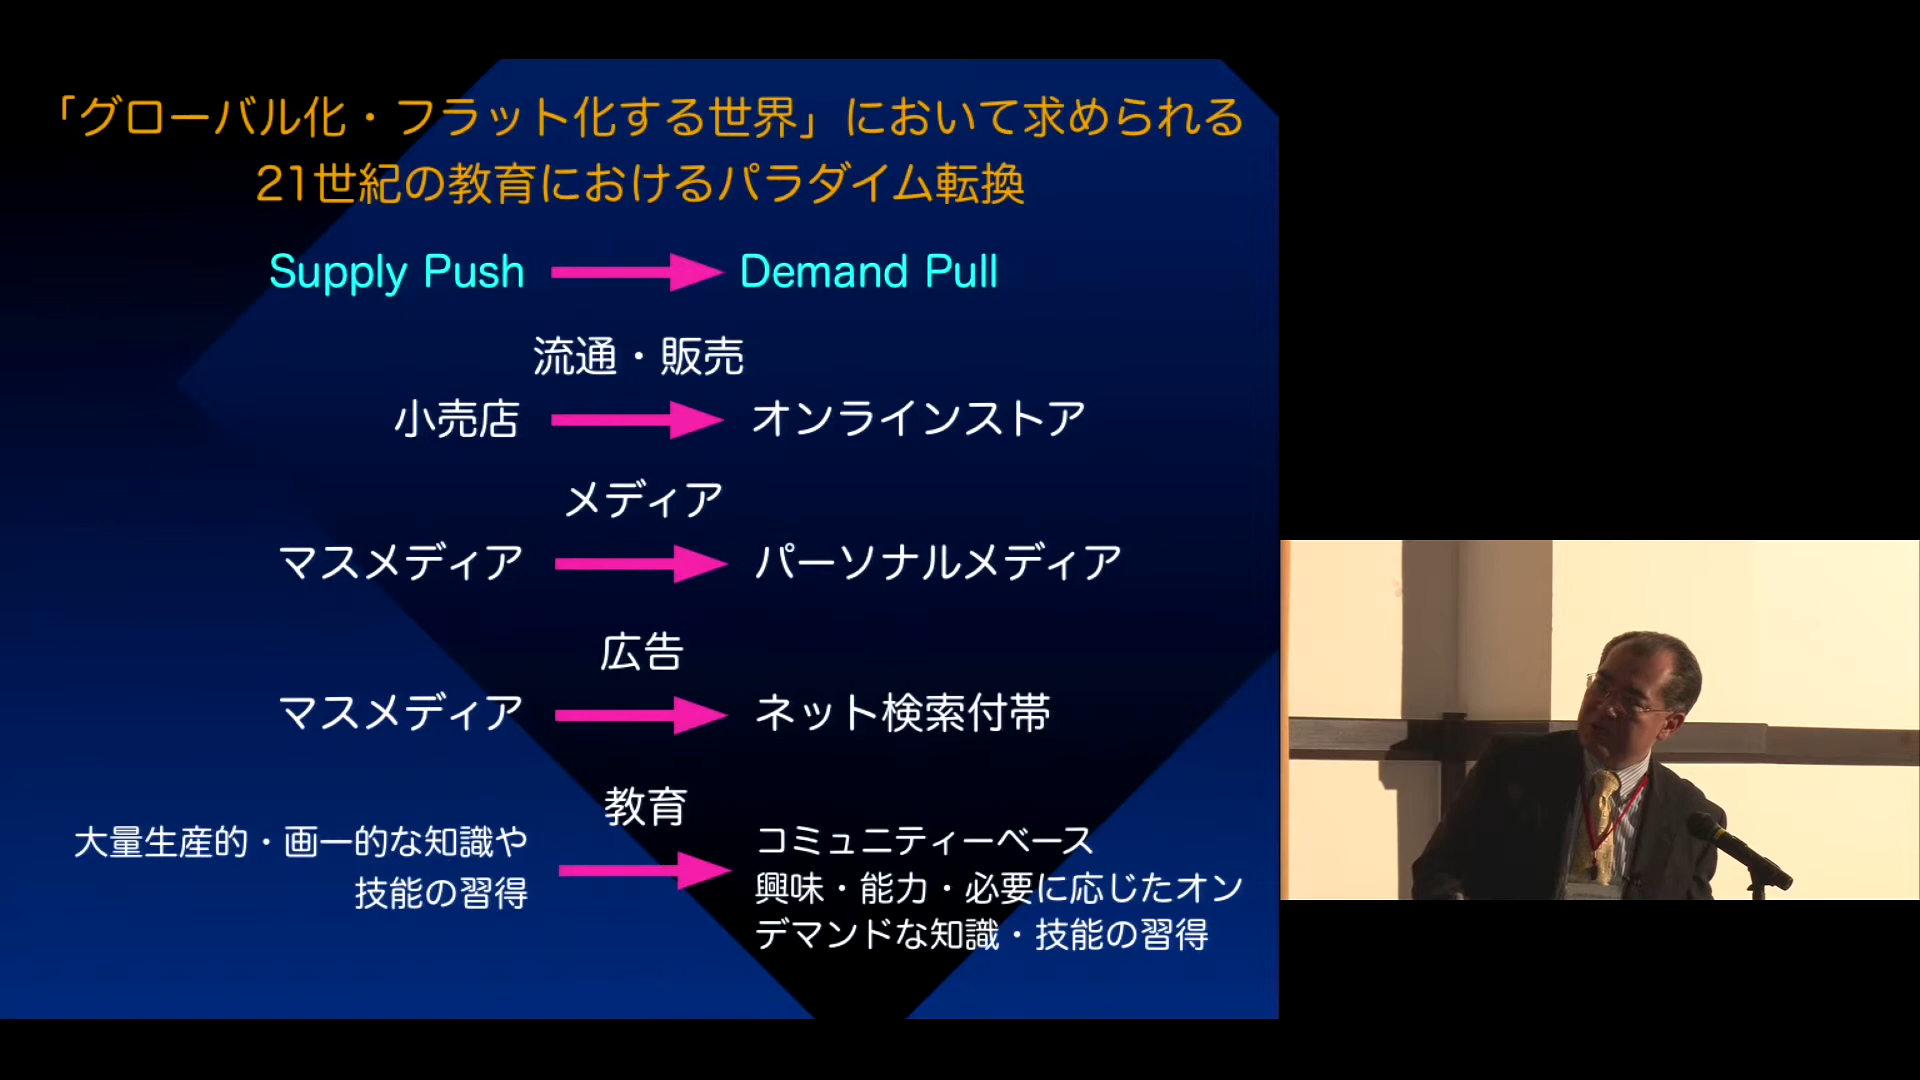 「グローバル化・フラット化する世界」において求められる
21世紀の教育におけるパラダイム転換
Supply Push Demand Pull
流通・販売
小売店 オンラインストア
メディア
マスメディア パーソナルメディア
広告
マスメディア ネット検索付帯
教育
大量生産的・画一的な知識や
技能の習得
コミュニティーベース
興味・能力・必要に応じたオン
デマンドな知識・技能の習得